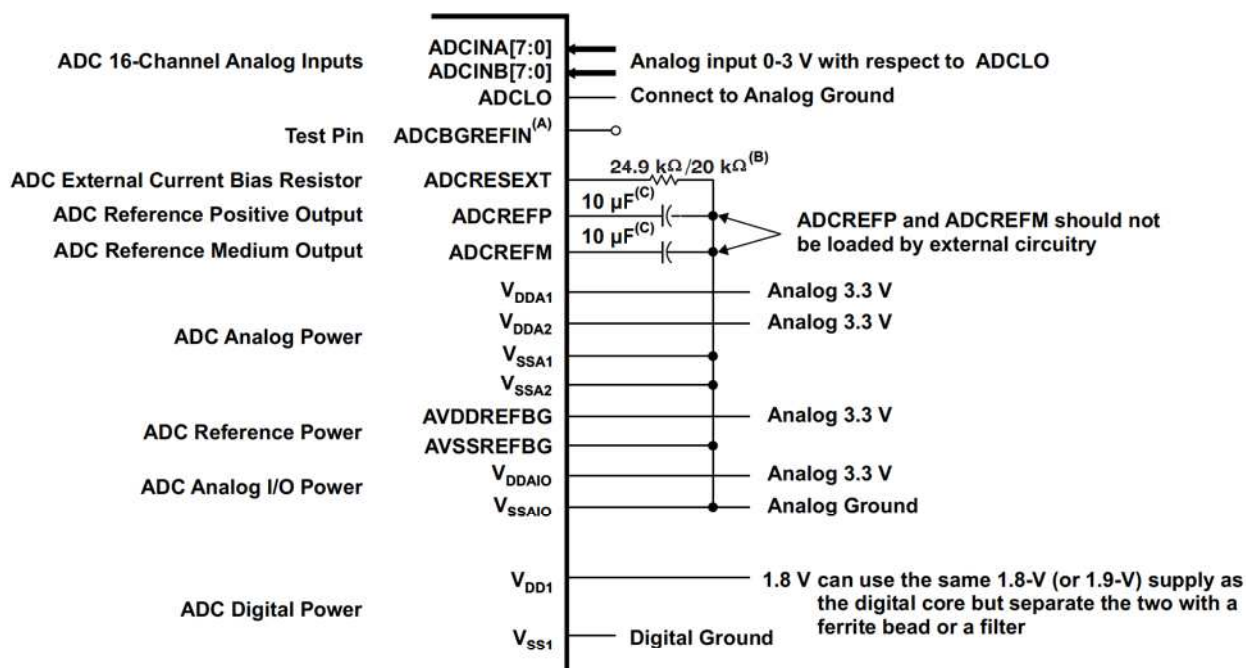 ADC 16-Channel Analog Inputs
ADCINA[7:0]
ADCINB[7:0]
Analog input 0-3 V with respect to ADCLO
ADCLO
Connect to Analog Ground
Test Pin
ADCBGREFIN(A)
24.9 kΩ/20 kΩ(B)
ADC External Current Bias Resistor
ADCRESEXT
10 µF(C)
ADC Reference Positive Output
ADCREFP
10 µF(C)
ADC Reference Medium Output
ADCREFM
ADCREFP and ADCREFM should not
be loaded by external circuitry
VDDA1
Analog 3.3 V
VDDA2
Analog 3.3 V
ADC Analog Power
VSSA1
VSSA2
AVDDREFBG
Analog 3.3 V
ADC Reference Power
AVSSREFBG
VDDAIO
Analog 3.3 V
ADC Analog I/O Power
VSSAIO
Analog Ground
VDD1
1.8 V can use the same 1.8-V (or 1.9-V) supply as
the digital core but separate the two with a
ferrite bead or a filter
ADC Digital Power
VSS1
Digital Ground